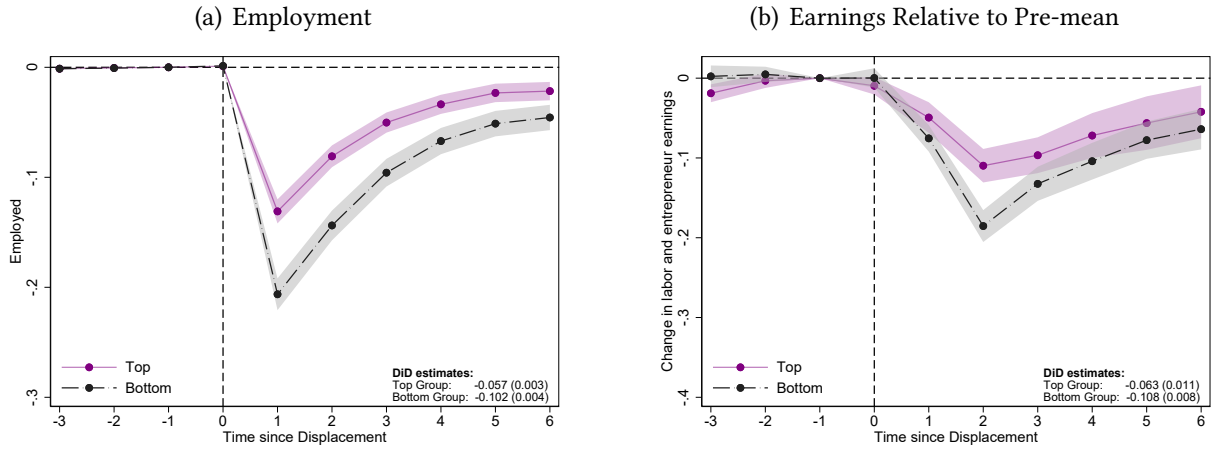 (a) Employment
Employed
0
-.1
-.2
-.3
Top
Bottom
DiD estimates:
Top Group: -0.057 (0.003)
Bottom Group: -0.102 (0.004)
-3 -2 -1 0 1 2 3 4 5 6
Time since Displacement
(b) Earnings Relative to Pre-mean
Change in labor and entrepreneur earnings
0
-.1
-.2
-.3
-.4
Top
Bottom
DiD estimates:
Top Group: -0.063 (0.011)
Bottom Group: -0.108 (0.008)
-3 -2 -1 0 1 2 3 4 5 6
Time since Displacement